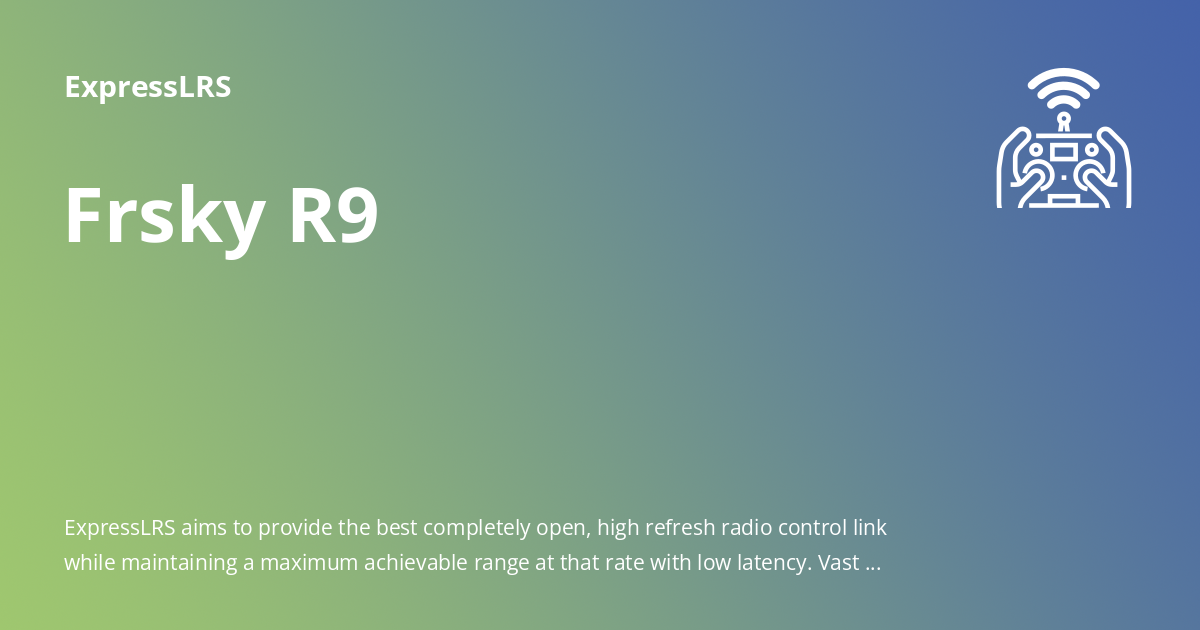 ExpressLRS
Frsky R9
ExpressLRS aims to provide the best completely open, high refresh radio control link
while maintaining a maximum achievable range at that rate with low latency. Vast ...